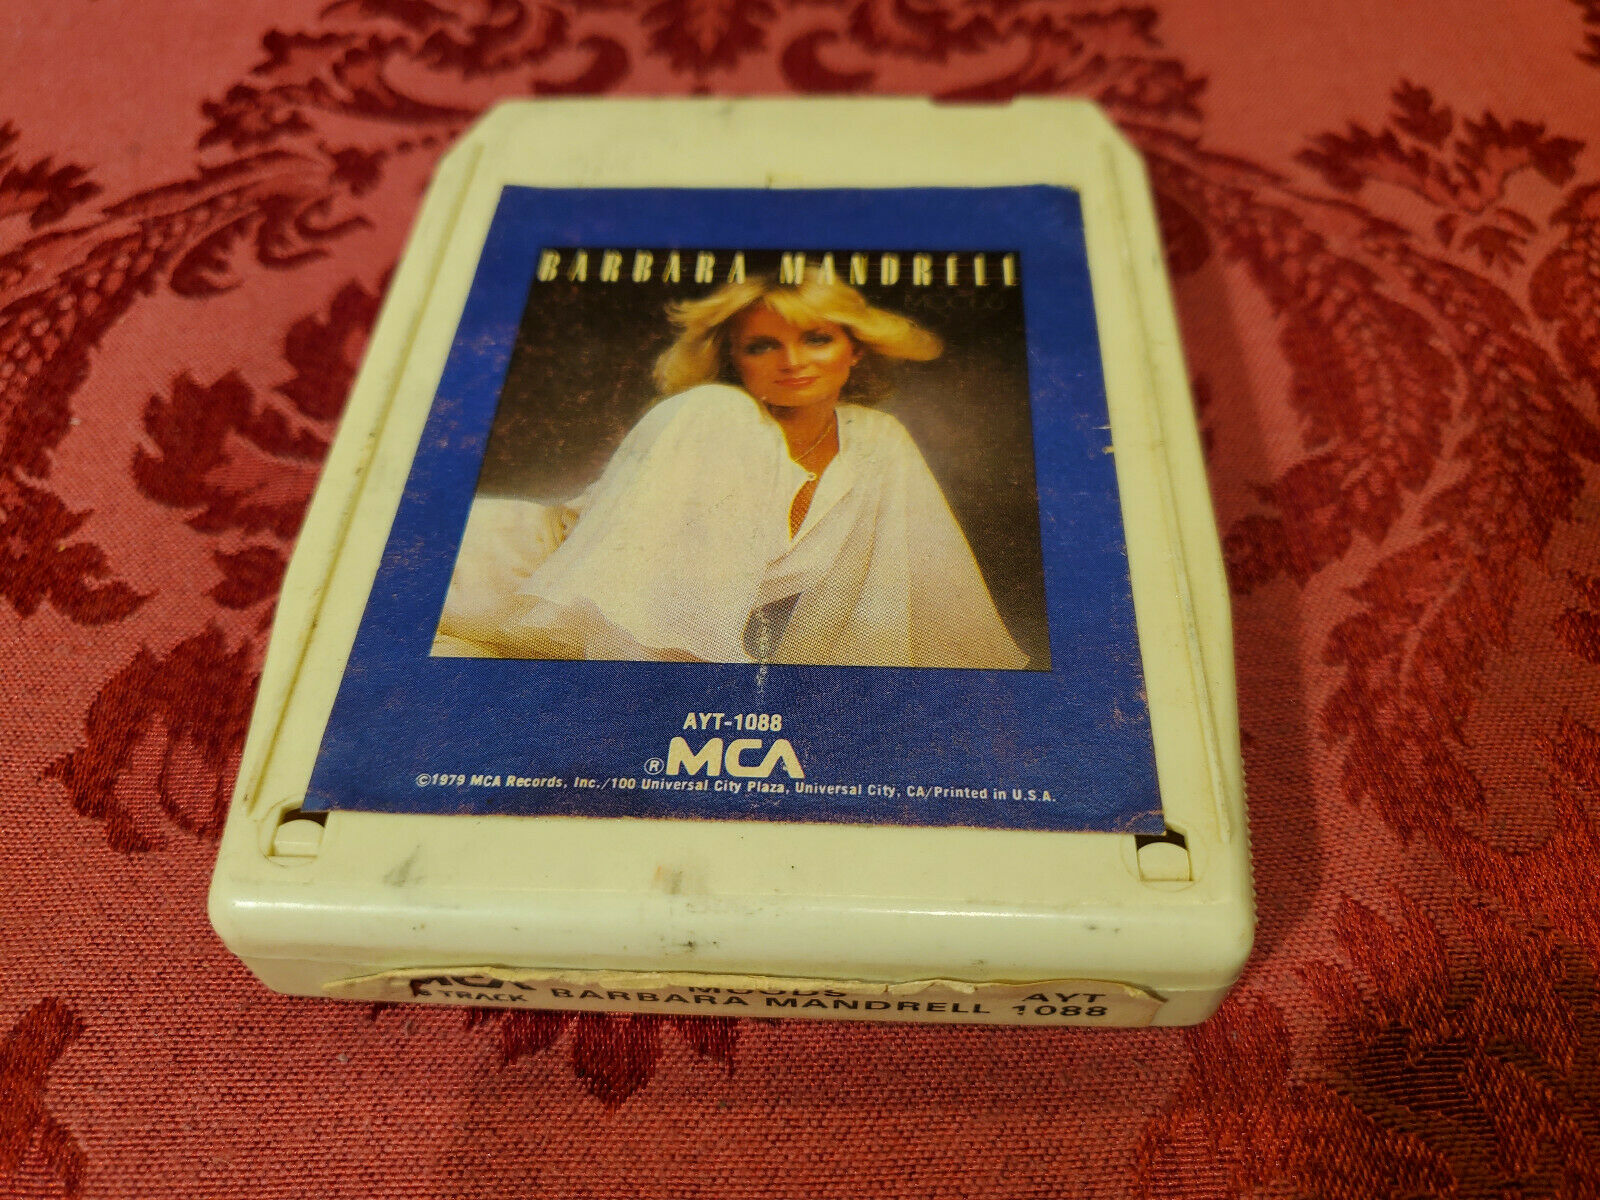 BARBARA MANDRELL
MOODS
AYT-1088
®MCA
©1979 MCA Records, Inc./100 Universal City Plaza, Universal City, CA/Printed in U.S.A.
MCA MOODS AYT
8 TRACK BARBARA MANDRELL 1088